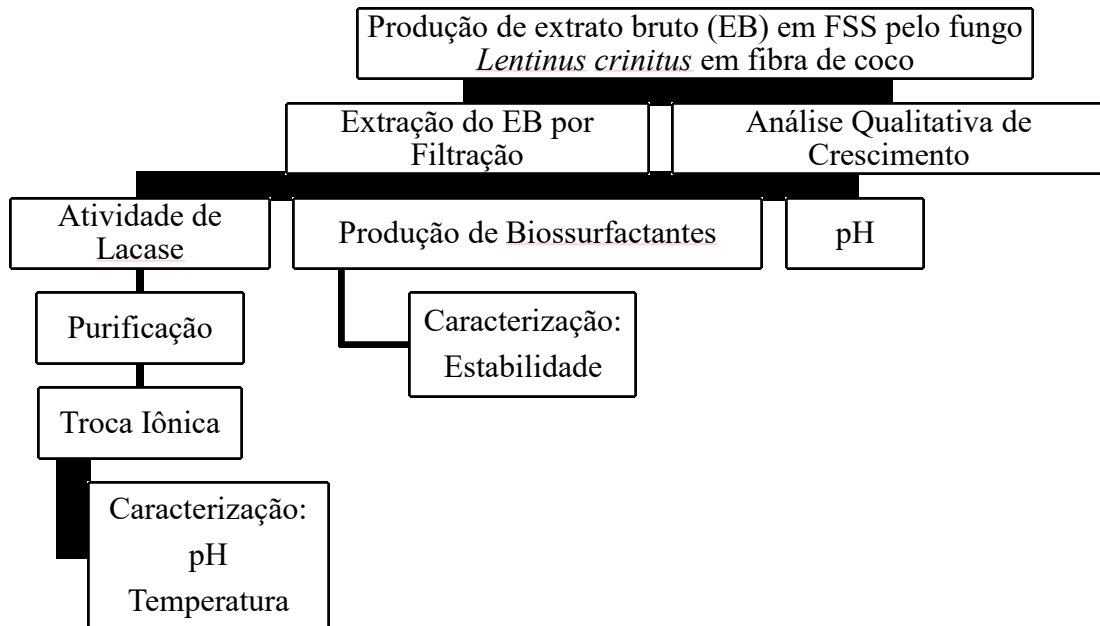 Produção de extrato bruto (EB) em FSS pelo fungo
Lentinus crinitus em fibra de coco
Extração do EB por
Filtração
Análise Qualitativa de
Crescimento
Atividade de
Lacase
Produção de Biossurfactantes
pH
Purificação
Caracterização:
Estabilidade
Troca Iônica
Caracterização:
pH
Temperatura